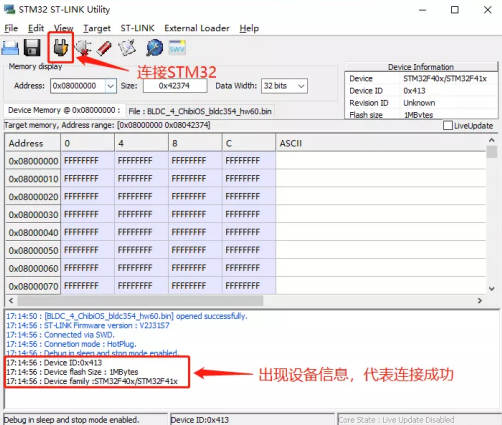 STM32 ST-LINK Utility
File Edit View Target ST-LINK External Loader Help
连接STM32
Memory display
Address: 0x08000000 Size: 0x42374 Data Width: 32 bits
Device Information
Device STM32F40x/STM32F41x
Device ID 0x413
Revision ID Unknown
Flash size 1MBytes
Device Memory @ 0x08000000 : File : BLDC_4_ChibiOS_bldc354_hw60.bin
Target memory, Address range: [0x08000000 0x08042374] LiveUpdate
Address 0 4 8 C ASCII
0x08000000 FFFFFFFF FFFFFFFF FFFFFFFF FFFFFFFF
0x08000010 FFFFFFFF FFFFFFFF FFFFFFFF FFFFFFFF
0x08000020 FFFFFFFF FFFFFFFF FFFFFFFF FFFFFFFF
0x08000030 FFFFFFFF FFFFFFFF FFFFFFFF FFFFFFFF
0x08000040 FFFFFFFF FFFFFFFF FFFFFFFF FFFFFFFF
0x08000050 FFFFFFFF FFFFFFFF FFFFFFFF FFFFFFFF
0x08000060 FFFFFFFF FFFFFFFF FFFFFFFF FFFFFFFF
0x08000070 FFFFFFFF FFFFFFFF FFFFFFFF FFFFFFFF
17:14:50 : [BLDC_4_ChibiOS_bldc354_hw60.bin] opened successfully.
17:14:56 : ST-LINK Firmware version : V2J31S7
17:14:56 : Connected via SWD.
17:14:56 : Connetion mode : HotPlug.
17:14:56 : Debug in sleep and stop mode enabled.
17:14:56 : Device ID:0x413
17:14:56 : Device flash Size : 1MBytes
17:14:56 : Device family :STM32F40x/STM32F41x
出现设备信息，代表连接成功
Debug in sleep and stop mode enabled. Device ID:0x413 Core State : Live Update Disabled